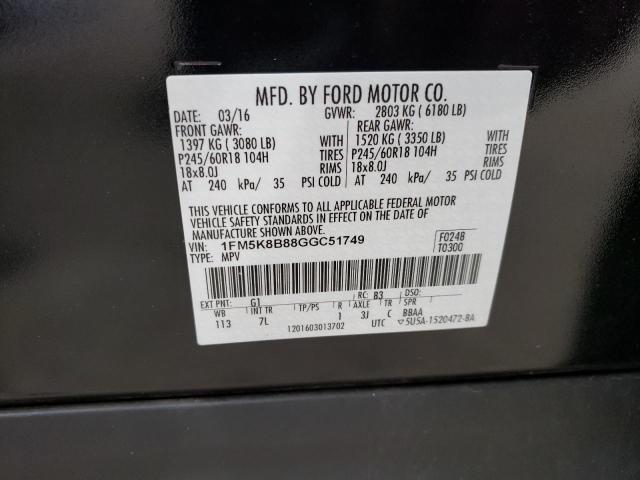 MFD. BY FORD MOTOR CO.
DATE: 03/16 GVWR: 2803 KG ( 6180 LB)
FRONT GAWR: REAR GAWR:
1397 KG ( 3080 LB) WITH 1520 KG ( 3350 LB) WITH
P245/60R18 104H TIRES P245/60R18 104H TIRES
18x8.0J RIMS 18x8.0J RIMS
AT 240 kPa/ 35 PSI COLD AT 240 kPa/ 35 PSI COLD
THIS VEHICLE CONFORMS TO ALL APPLICABLE FEDERAL MOTOR
VEHICLE SAFETY STANDARDS IN EFFECT ON THE DATE OF
MANUFACTURE SHOWN ABOVE.
VIN: 1FM5K8B88GGC51749 F0248
TYPE: MPV T0300
EXT PNT: G1 RC: 83 DSO:
WB INT TR TP/PS R AXLE TR SPR
113 7L 1 3J C BBAA
1201603013702 UTC ▽5U5A-1520472-BA